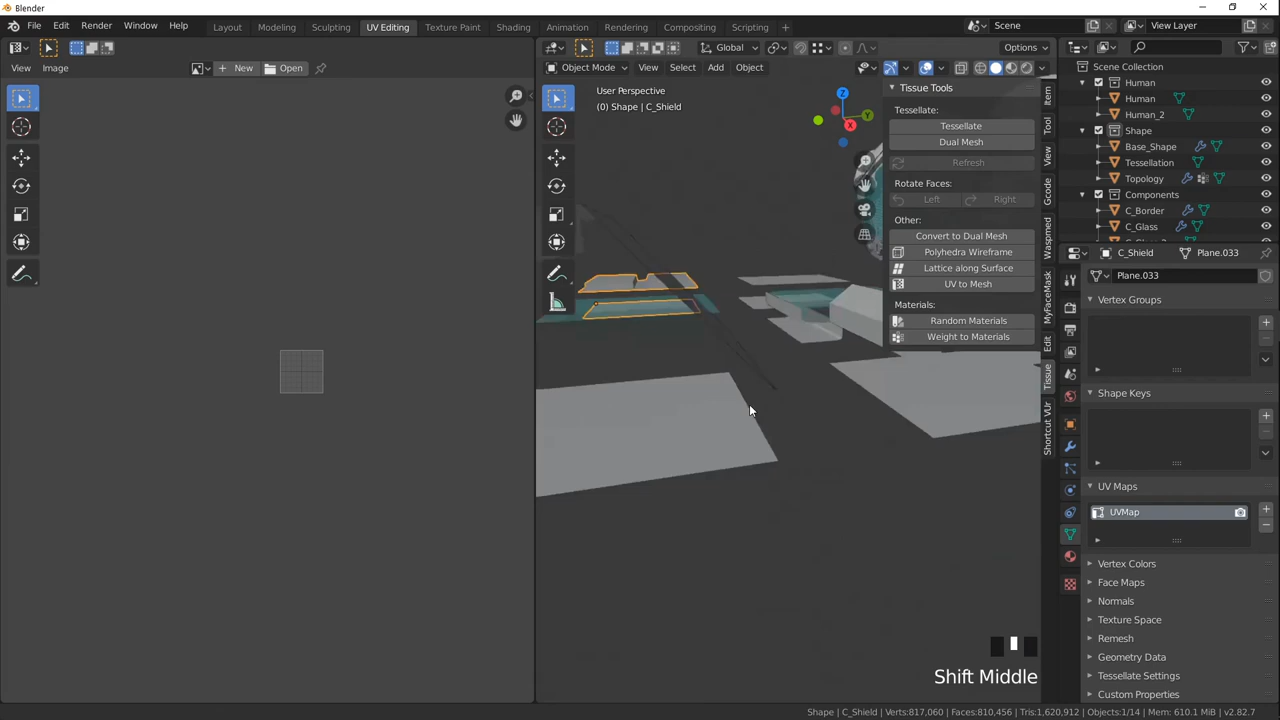 Blender
File Edit Render Window Help Layout Modeling Sculpting UV Editing Texture Paint Shading Animation Rendering Compositing Scripting + Scene View Layer
Global Options
View Image New Open Object Mode View Select Add Object
User Perspective
(0) Shape | C_Shield
Z
Y
X
Tissue Tools
Tessellate:
Tessellate
Dual Mesh
Refresh
Rotate Faces:
Left Right
Other:
Convert to Dual Mesh
Polyhedra Wireframe
Lattice along Surface
UV to Mesh
Materials:
Random Materials
Weight to Materials
Item
Tool
View
Gcode
Waspmed
MyFaceMask
Edit
Tissue
Shortcut VUr
Scene Collection
Human
Human
Human_2
Shape
Base_Shape
Tessellation
Topology
Components
C_Border
C_Glass
C_Shield Plane.033
Plane.033
Vertex Groups
Shape Keys
UV Maps
UVMap
Vertex Colors
Face Maps
Normals
Texture Space
Remesh
Geometry Data
Tessellate Settings
Custom Properties
Shift Middle
Shape | C_Shield | Verts:817,060 | Faces:810,456 | Tris:1,620,912 | Objects:1/14 | Mem: 610.1 MiB | v2.82.7